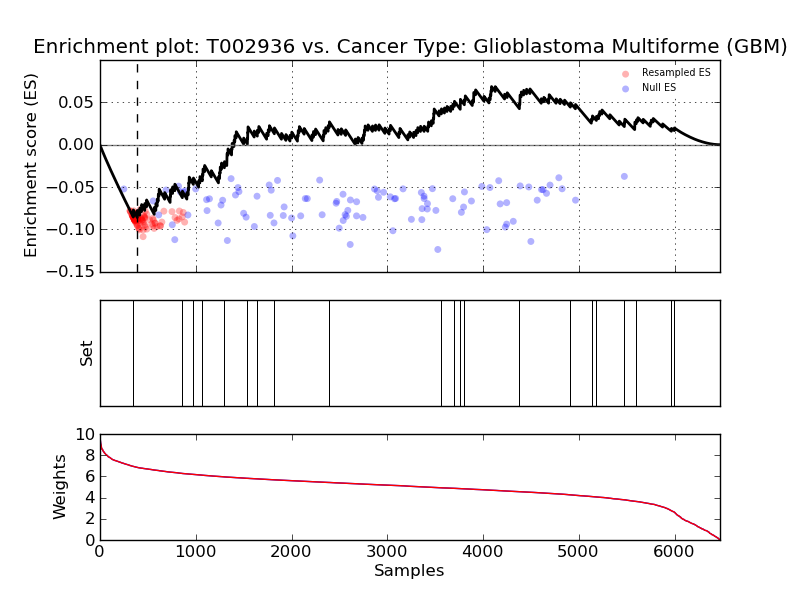 Enrichment plot: T002936 vs. Cancer Type: Glioblastoma Multiforme (GBM)
Enrichment score (ES)
0.05
0.00
−0.05
−0.10
−0.15
Resampled ES
Null ES
Set
Weights
10
8
6
4
2
0
0 1000 2000 3000 4000 5000 6000
Samples